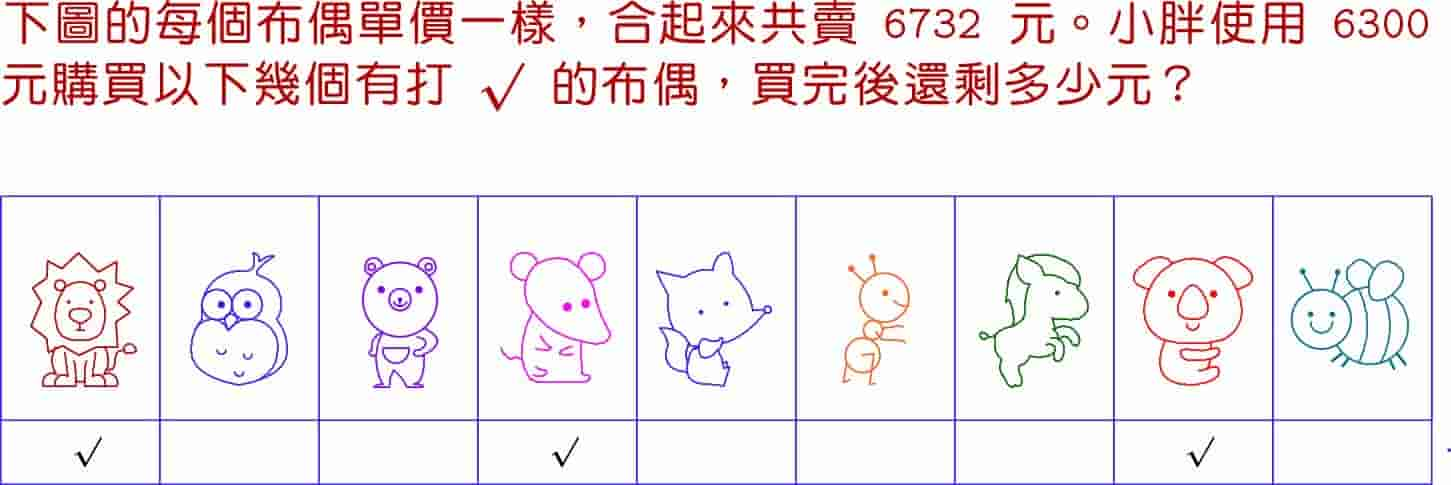 下圖的每個布偶單價一樣，合起來共賣 6732 元。小胖使用 6300
元購買以下幾個有打 √ 的布偶，買完後還剩多少元？
√ √ √